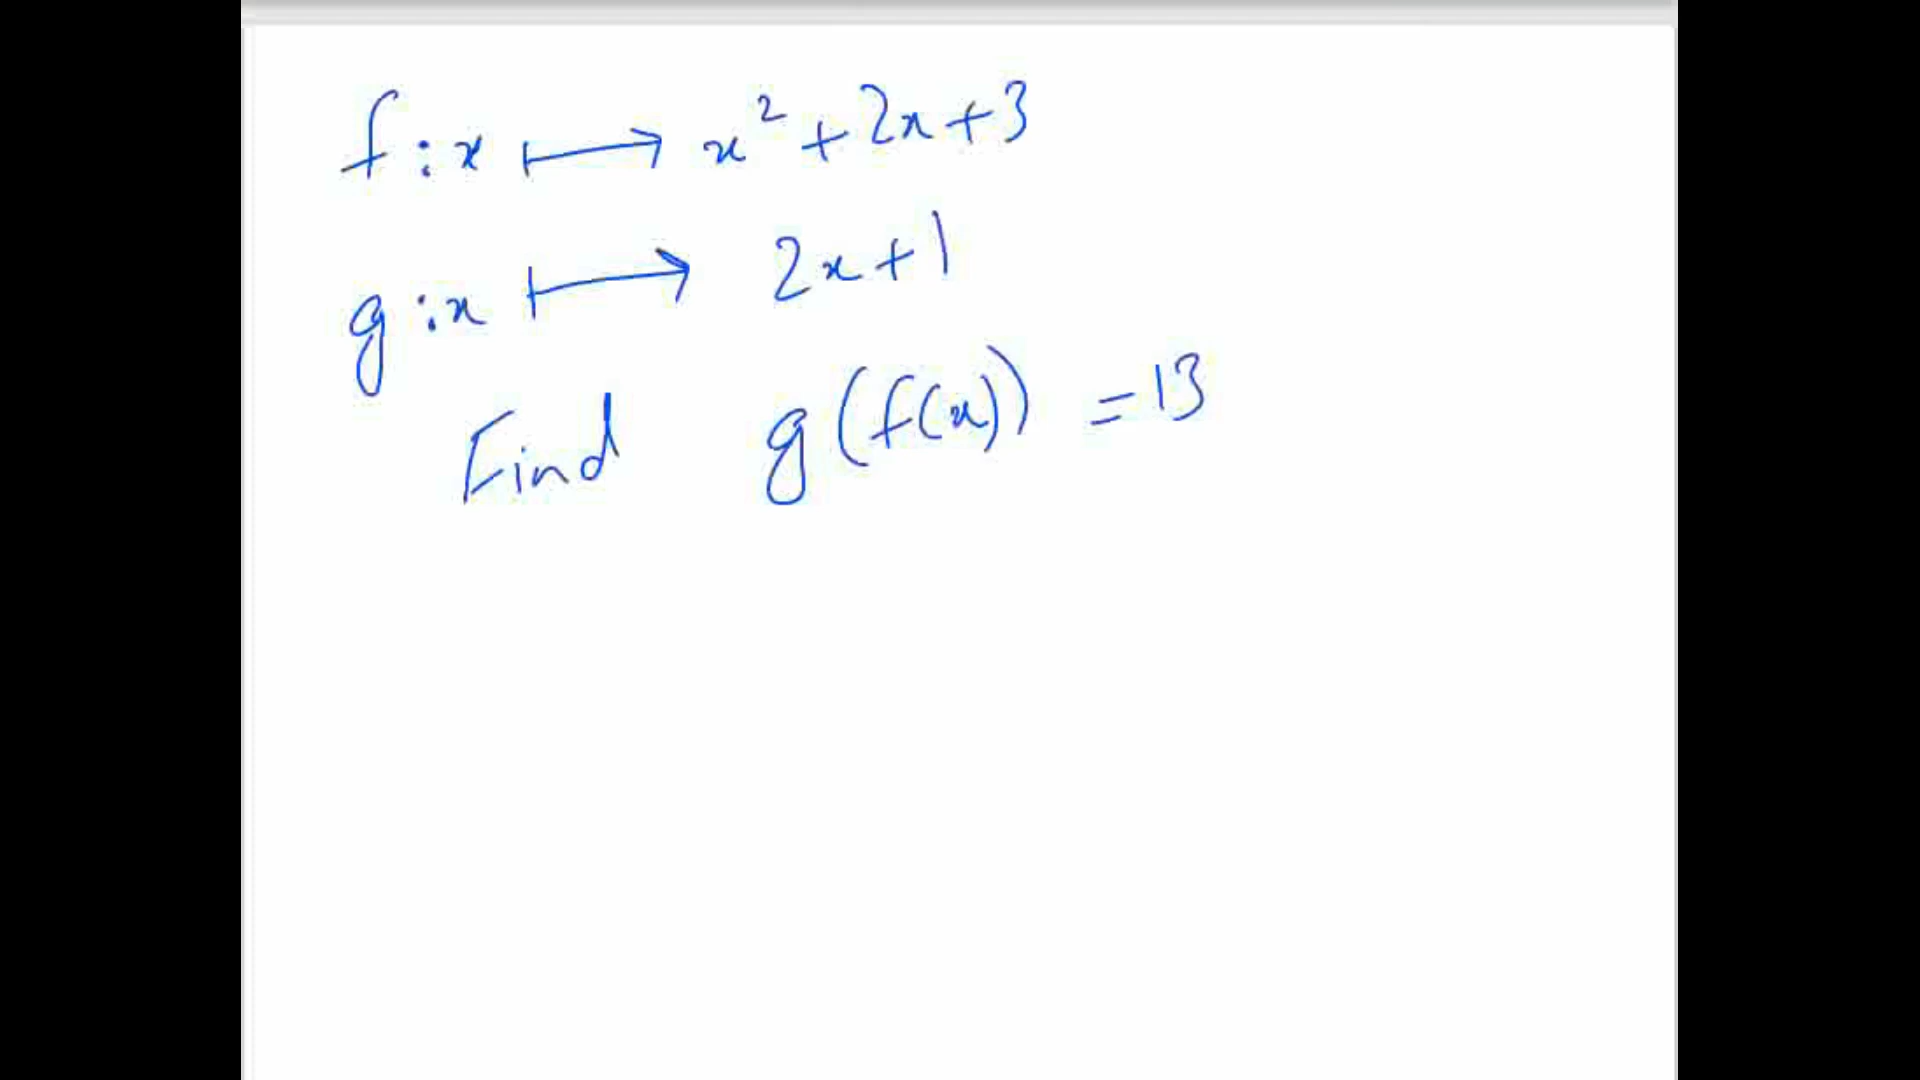 f : x ⟼ x² + 2x + 3
g : x ⟼ 2x + 1
Find g(f(x)) = 13